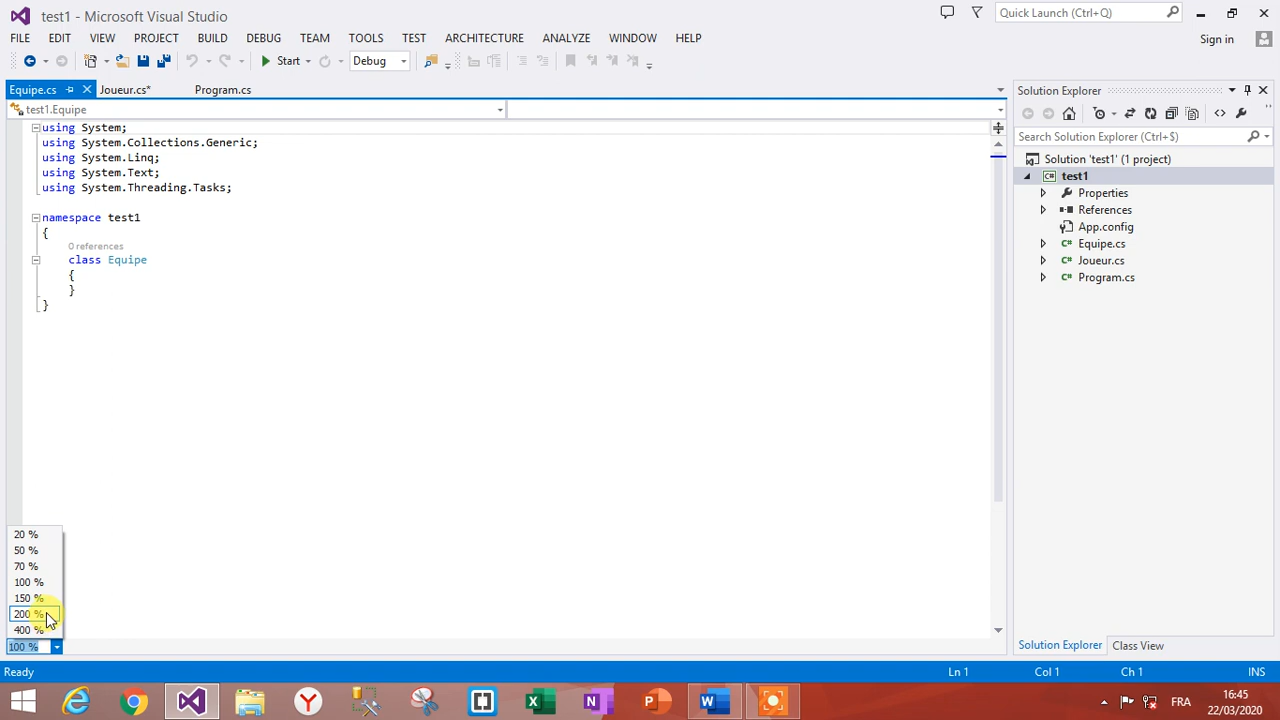 test1 - Microsoft Visual Studio
Quick Launch (Ctrl+Q)
FILE EDIT VIEW PROJECT BUILD DEBUG TEAM TOOLS TEST ARCHITECTURE ANALYZE WINDOW HELP
Sign in
Start Debug
Equipe.cs Joueur.cs* Program.cs
test1.Equipe
using System;
using System.Collections.Generic;
using System.Linq;
using System.Text;
using System.Threading.Tasks;
namespace test1
{
0 references
class Equipe
{
}
}
20 %
50 %
70 %
100 %
150 %
200 %
400 %
100 %
Solution Explorer
Search Solution Explorer (Ctrl+$)
Solution 'test1' (1 project)
C# test1
Properties
References
App.config
C# Equipe.cs
C# Joueur.cs
C# Program.cs
Solution Explorer Class View
Ready Ln 1 Col 1 Ch 1 INS
FRA
16:45
22/03/2020